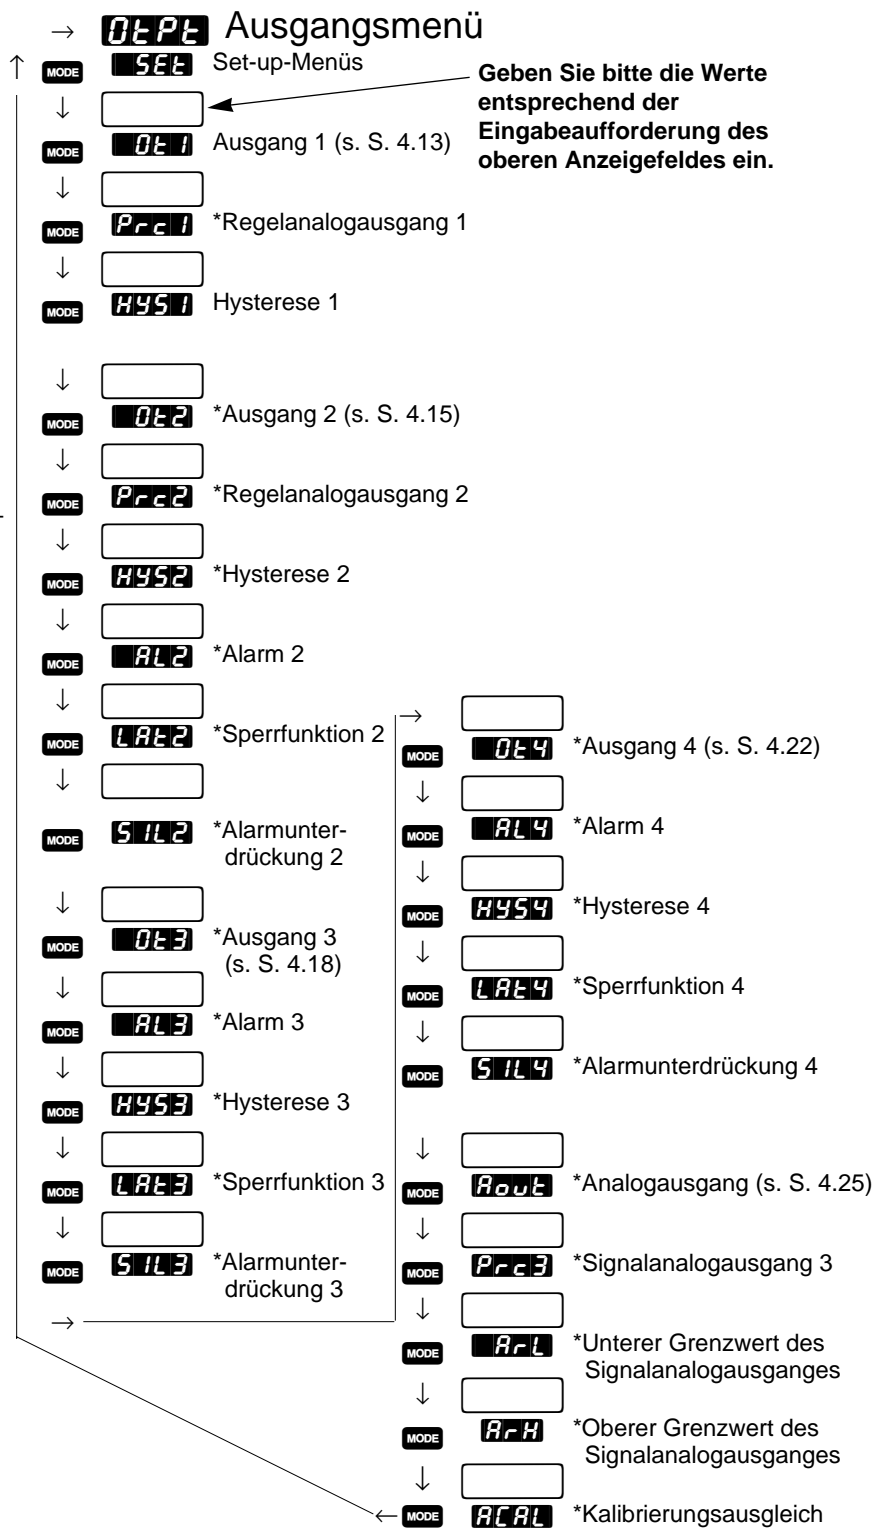 → OtPt Ausgangsmenü
MODE SEt Set-up-Menüs
Geben Sie bitte die Werte
entsprechend der
Eingabeaufforderung des
oberen Anzeigefeldes ein.
MODE Ot1 Ausgang 1 (s. S. 4.13)
MODE Prc1 *Regelanalogausgang 1
MODE HYS1 Hysterese 1
MODE Ot2 *Ausgang 2 (s. S. 4.15)
MODE Prc2 *Regelanalogausgang 2
MODE HYS2 *Hysterese 2
MODE AL2 *Alarm 2
MODE LAt2 *Sperrfunktion 2
MODE SIL2 *Alarmunter-
drückung 2
MODE Ot3 *Ausgang 3
(s. S. 4.18)
MODE AL3 *Alarm 3
MODE HYS3 *Hysterese 3
MODE LAt3 *Sperrfunktion 3
MODE SIL3 *Alarmunter-
drückung 3
MODE Ot4 *Ausgang 4 (s. S. 4.22)
MODE AL4 *Alarm 4
MODE HYS4 *Hysterese 4
MODE LAt4 *Sperrfunktion 4
MODE SIL4 *Alarmunterdrückung 4
MODE Aout *Analogausgang (s. S. 4.25)
MODE Prc3 *Signalanalogausgang 3
MODE ArL *Unterer Grenzwert des
Signalanalogausganges
MODE ArH *Oberer Grenzwert des
Signalanalogausganges
MODE ACAL *Kalibrierungsausgleich